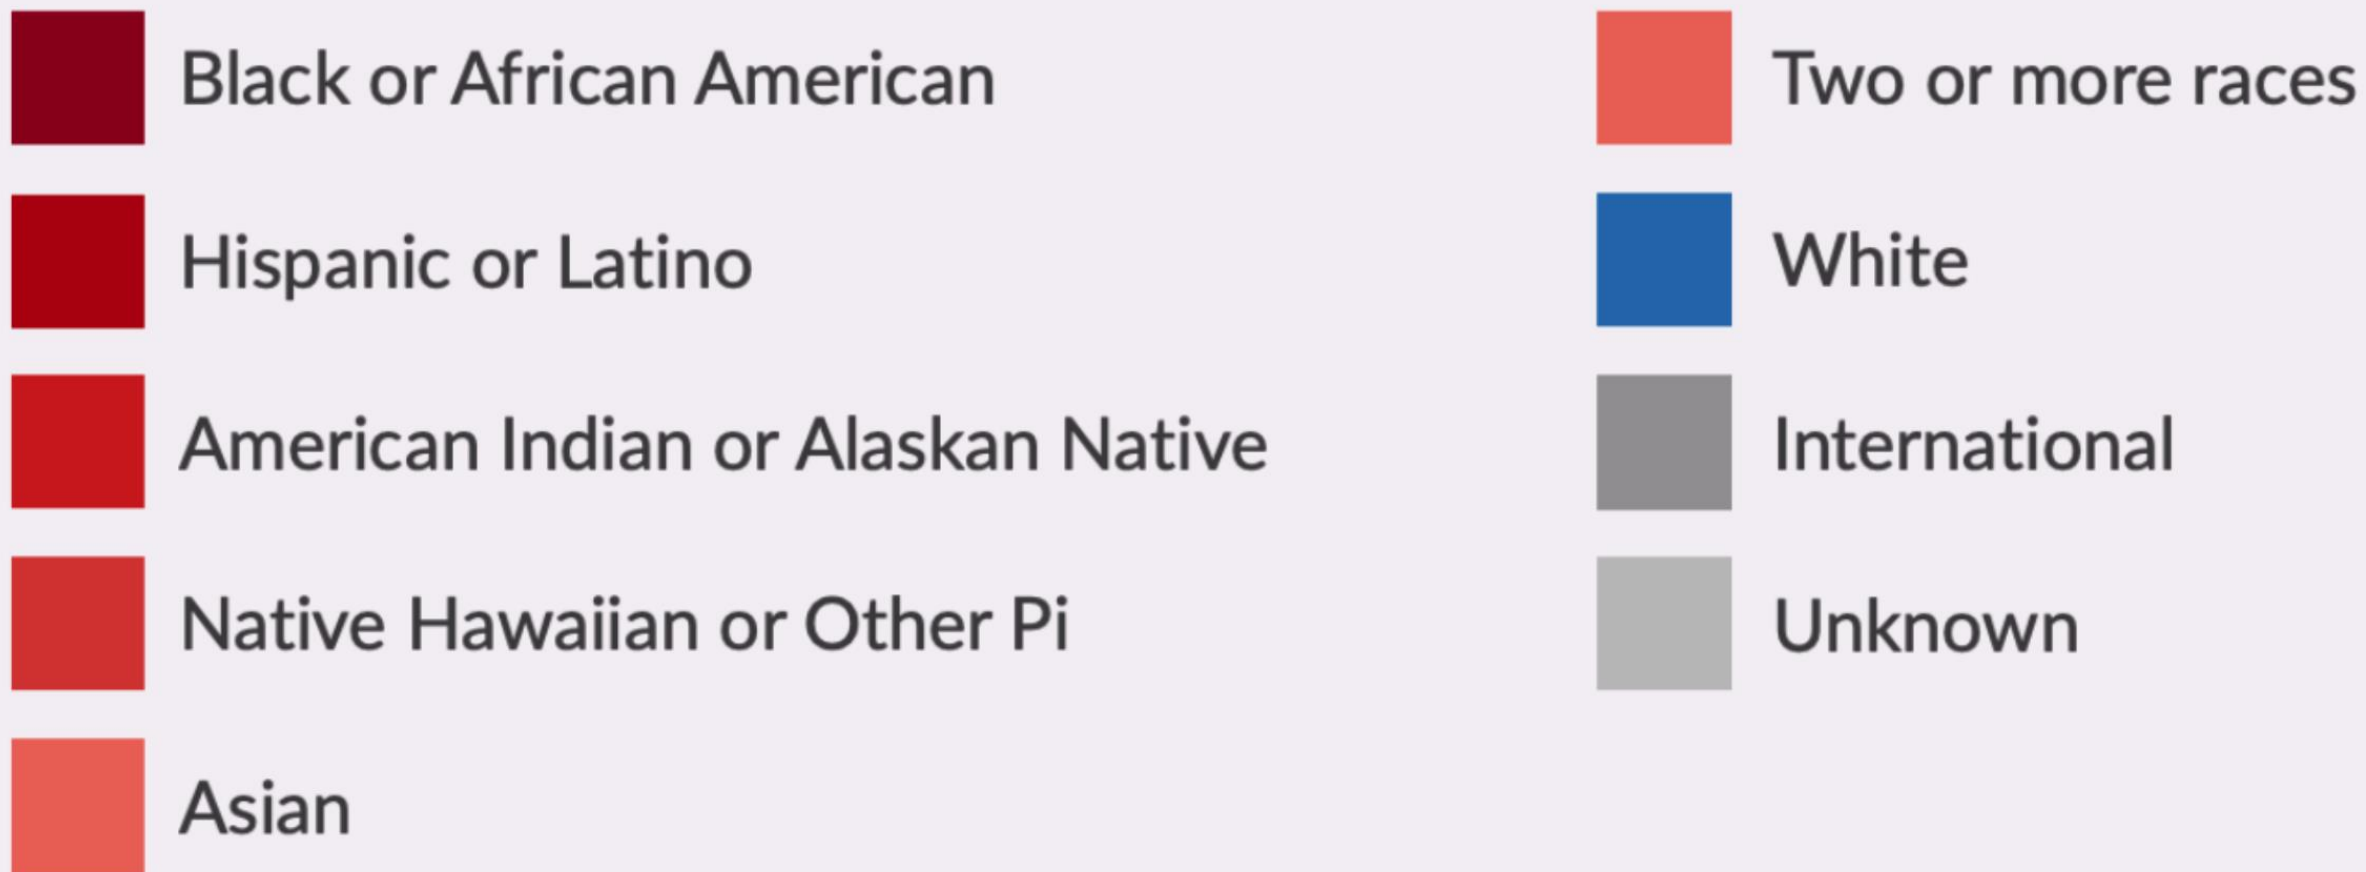 Black or African American
Hispanic or Latino
American Indian or Alaskan Native
Native Hawaiian or Other Pi
Asian
Two or more races
White
International
Unknown